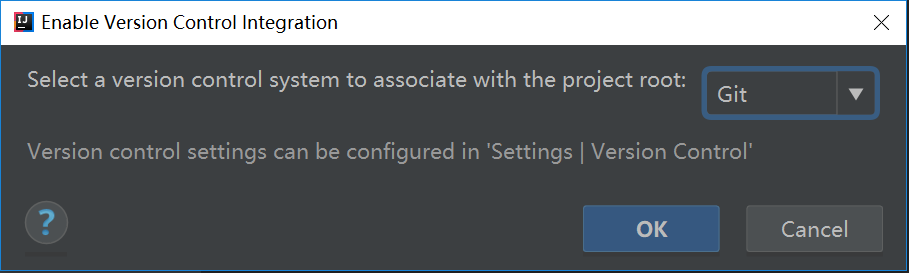 IJ Enable Version Control Integration
Select a version control system to associate with the project root: Git
Version control settings can be configured in 'Settings | Version Control'
? OK Cancel